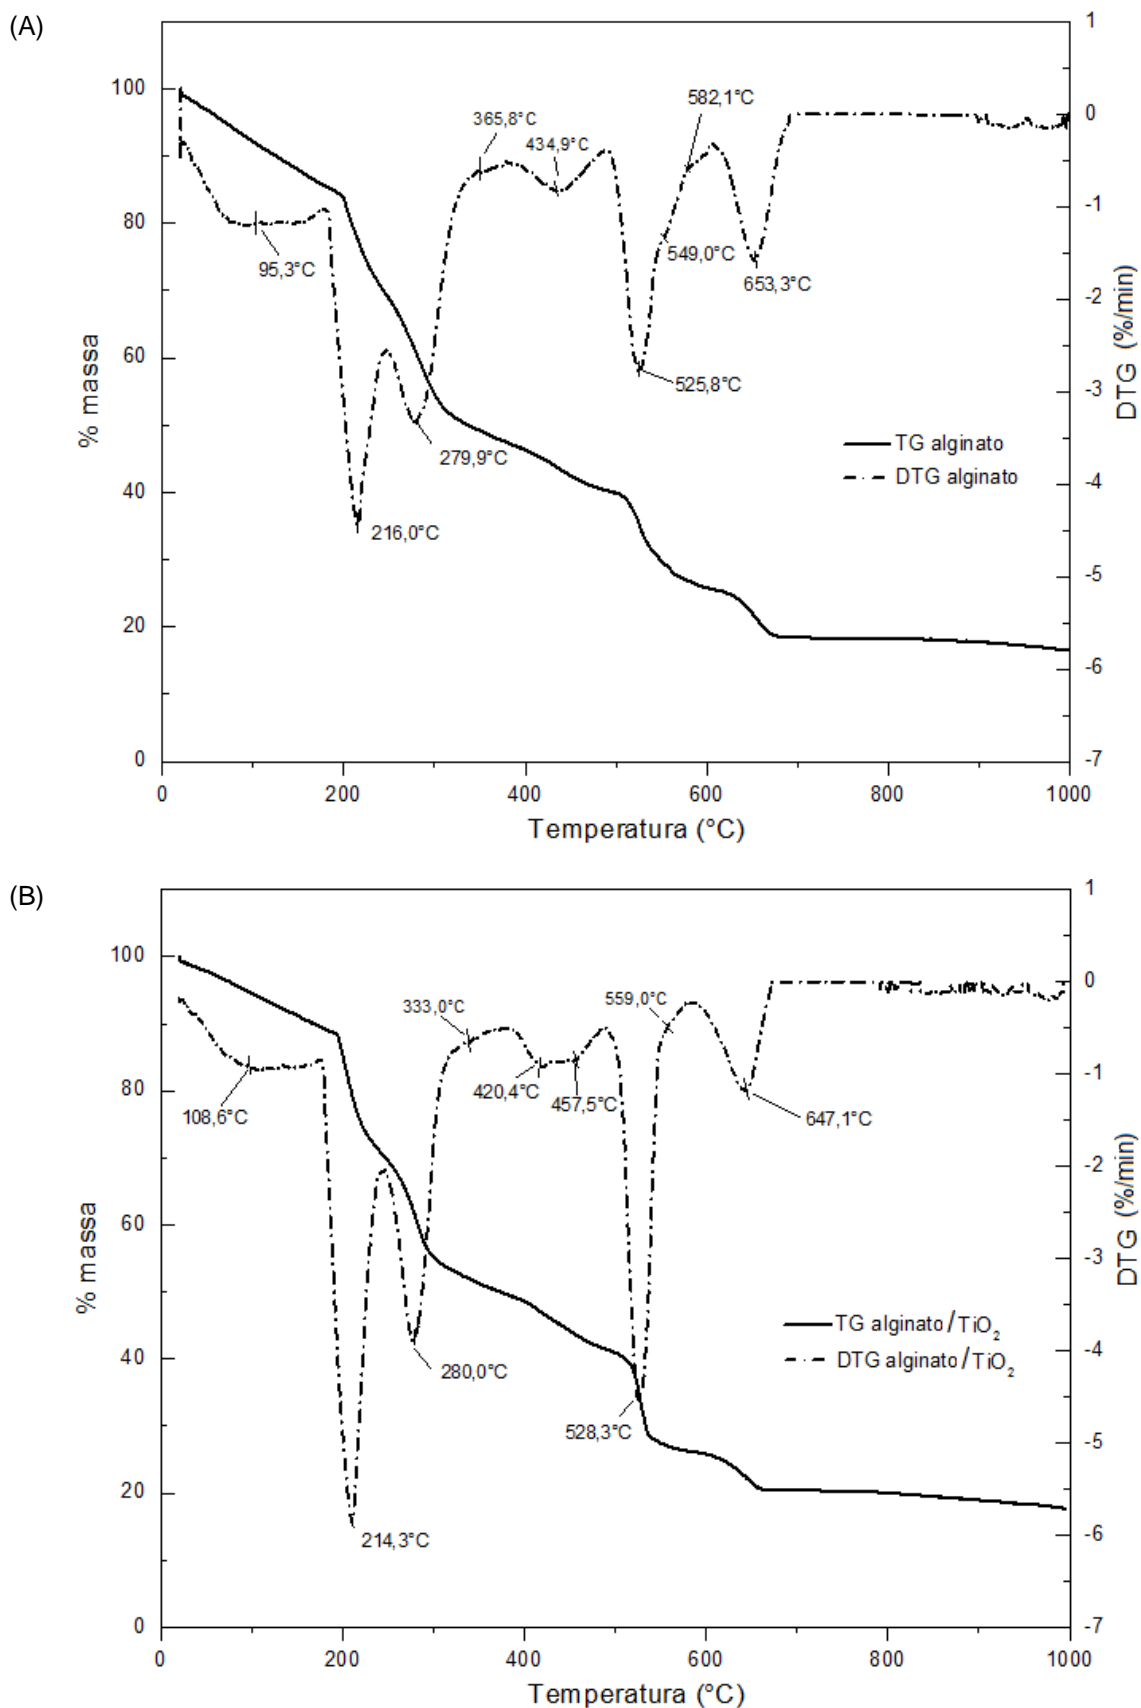 (A)
1
100
582,1°C
0
365,8°C
434,9°C
80
-1
95,3°C
549,0°C
653,3°C
-2
60
525,8°C
-3
% massa
DTG (%/min)
279,9°C
TG alginato
DTG alginato
40
-4
216,0°C
-5
20
-6
0
-7
0 200 400 600 800 1000
Temperatura (°C)
(B)
1
100
0
333,0°C
559,0°C
80
420,4°C
457,5°C
-1
108,6°C
647,1°C
-2
60
-3
% massa
DTG (%/min)
TG alginato/TiO₂
DTG alginato/TiO₂
40
-4
280,0°C
528,3°C
-5
20
214,3°C
-6
0
-7
0 200 400 600 800 1000
Temperatura (°C)